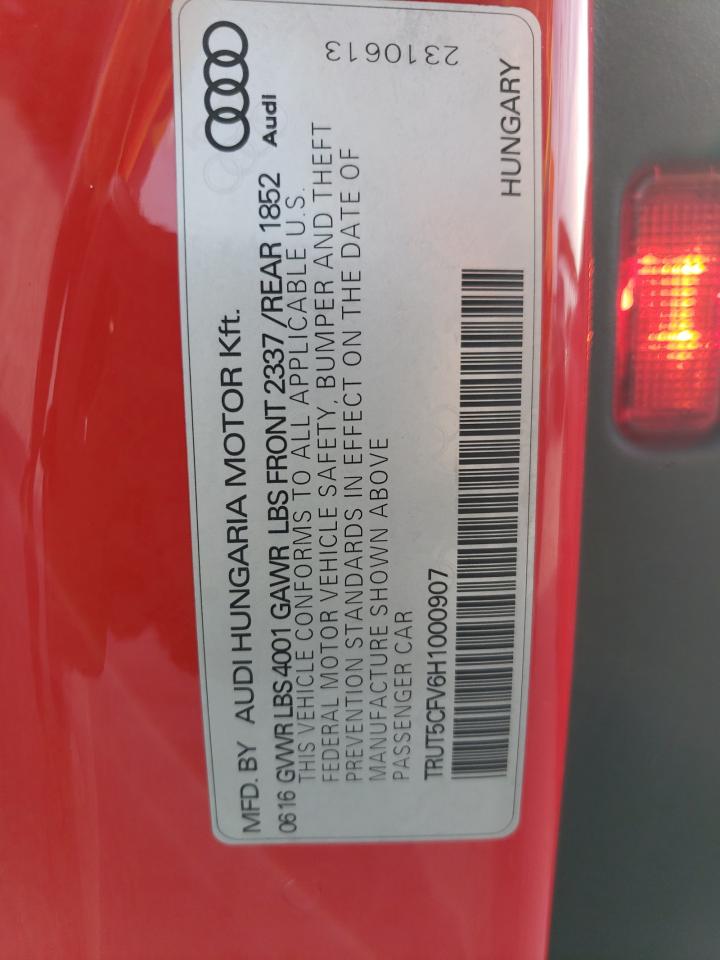 MFD. BY AUDI HUNGARIA MOTOR Kft.
Audi
0616 GVWR LBS 4001 GAWR LBS FRONT 2337 / REAR 1852
THIS VEHICLE CONFORMS TO ALL APPLICABLE U.S.
FEDERAL MOTOR VEHICLE SAFETY, BUMPER AND THEFT
PREVENTION STANDARDS IN EFFECT ON THE DATE OF
MANUFACTURE SHOWN ABOVE
PASSENGER CAR
TRUT5CFV6H1000907
HUNGARY
2310613